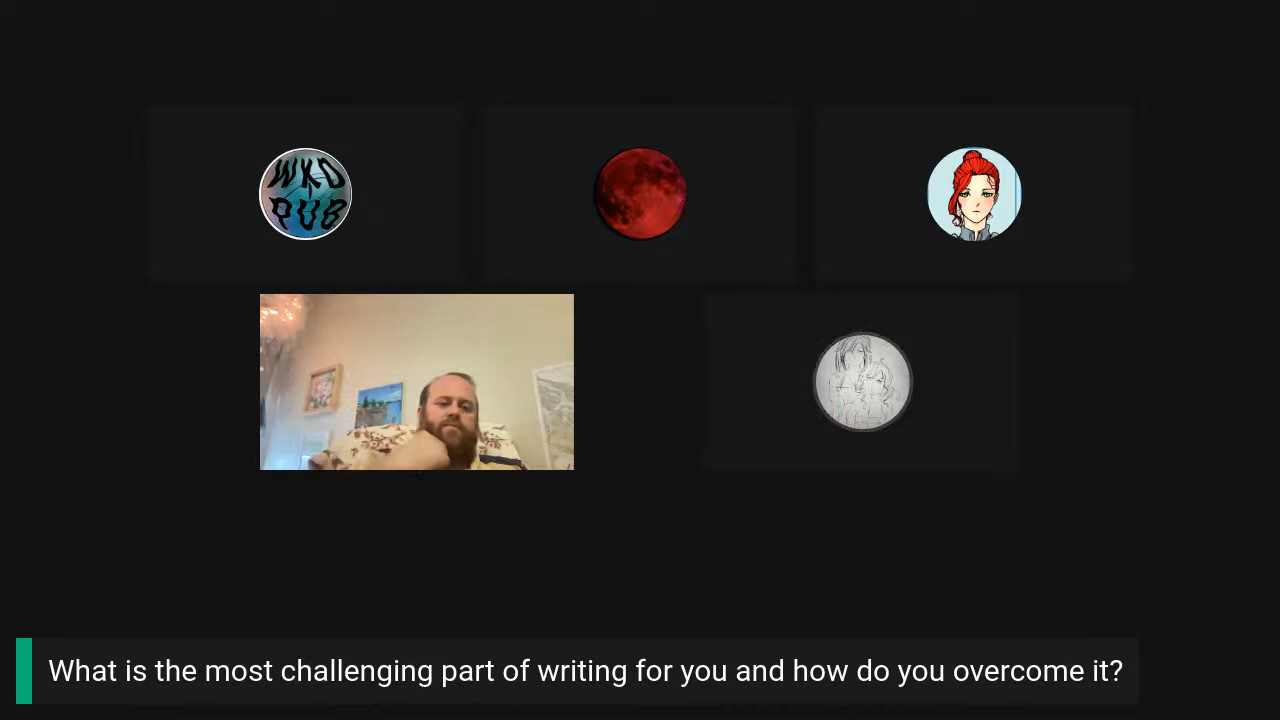 WKD
PUB
What is the most challenging part of writing for you and how do you overcome it?